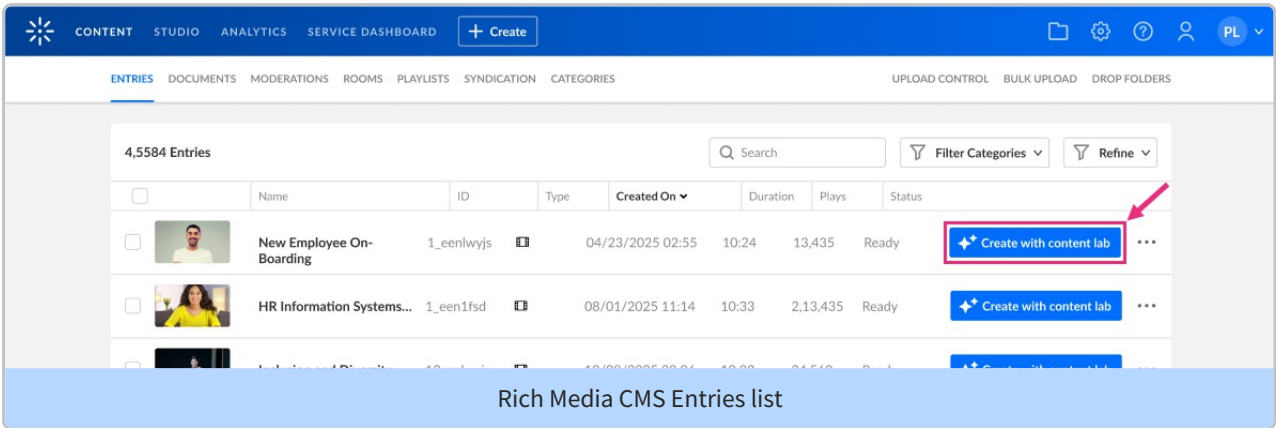 CONTENT STUDIO ANALYTICS SERVICE DASHBOARD + Create PL
ENTRIES DOCUMENTS MODERATIONS ROOMS PLAYLISTS SYNDICATION CATEGORIES UPLOAD CONTROL BULK UPLOAD DROP FOLDERS
4,5584 Entries Search Filter Categories Refine
Name ID Type Created On Duration Plays Status
New Employee On- 1_eenlwyjs 04/23/2025 02:55 10:24 13,435 Ready Create with content lab
Boarding
HR Information Systems... 1_een1fsd 08/01/2025 11:14 10:33 2,13,435 Ready Create with content lab
Rich Media CMS Entries list